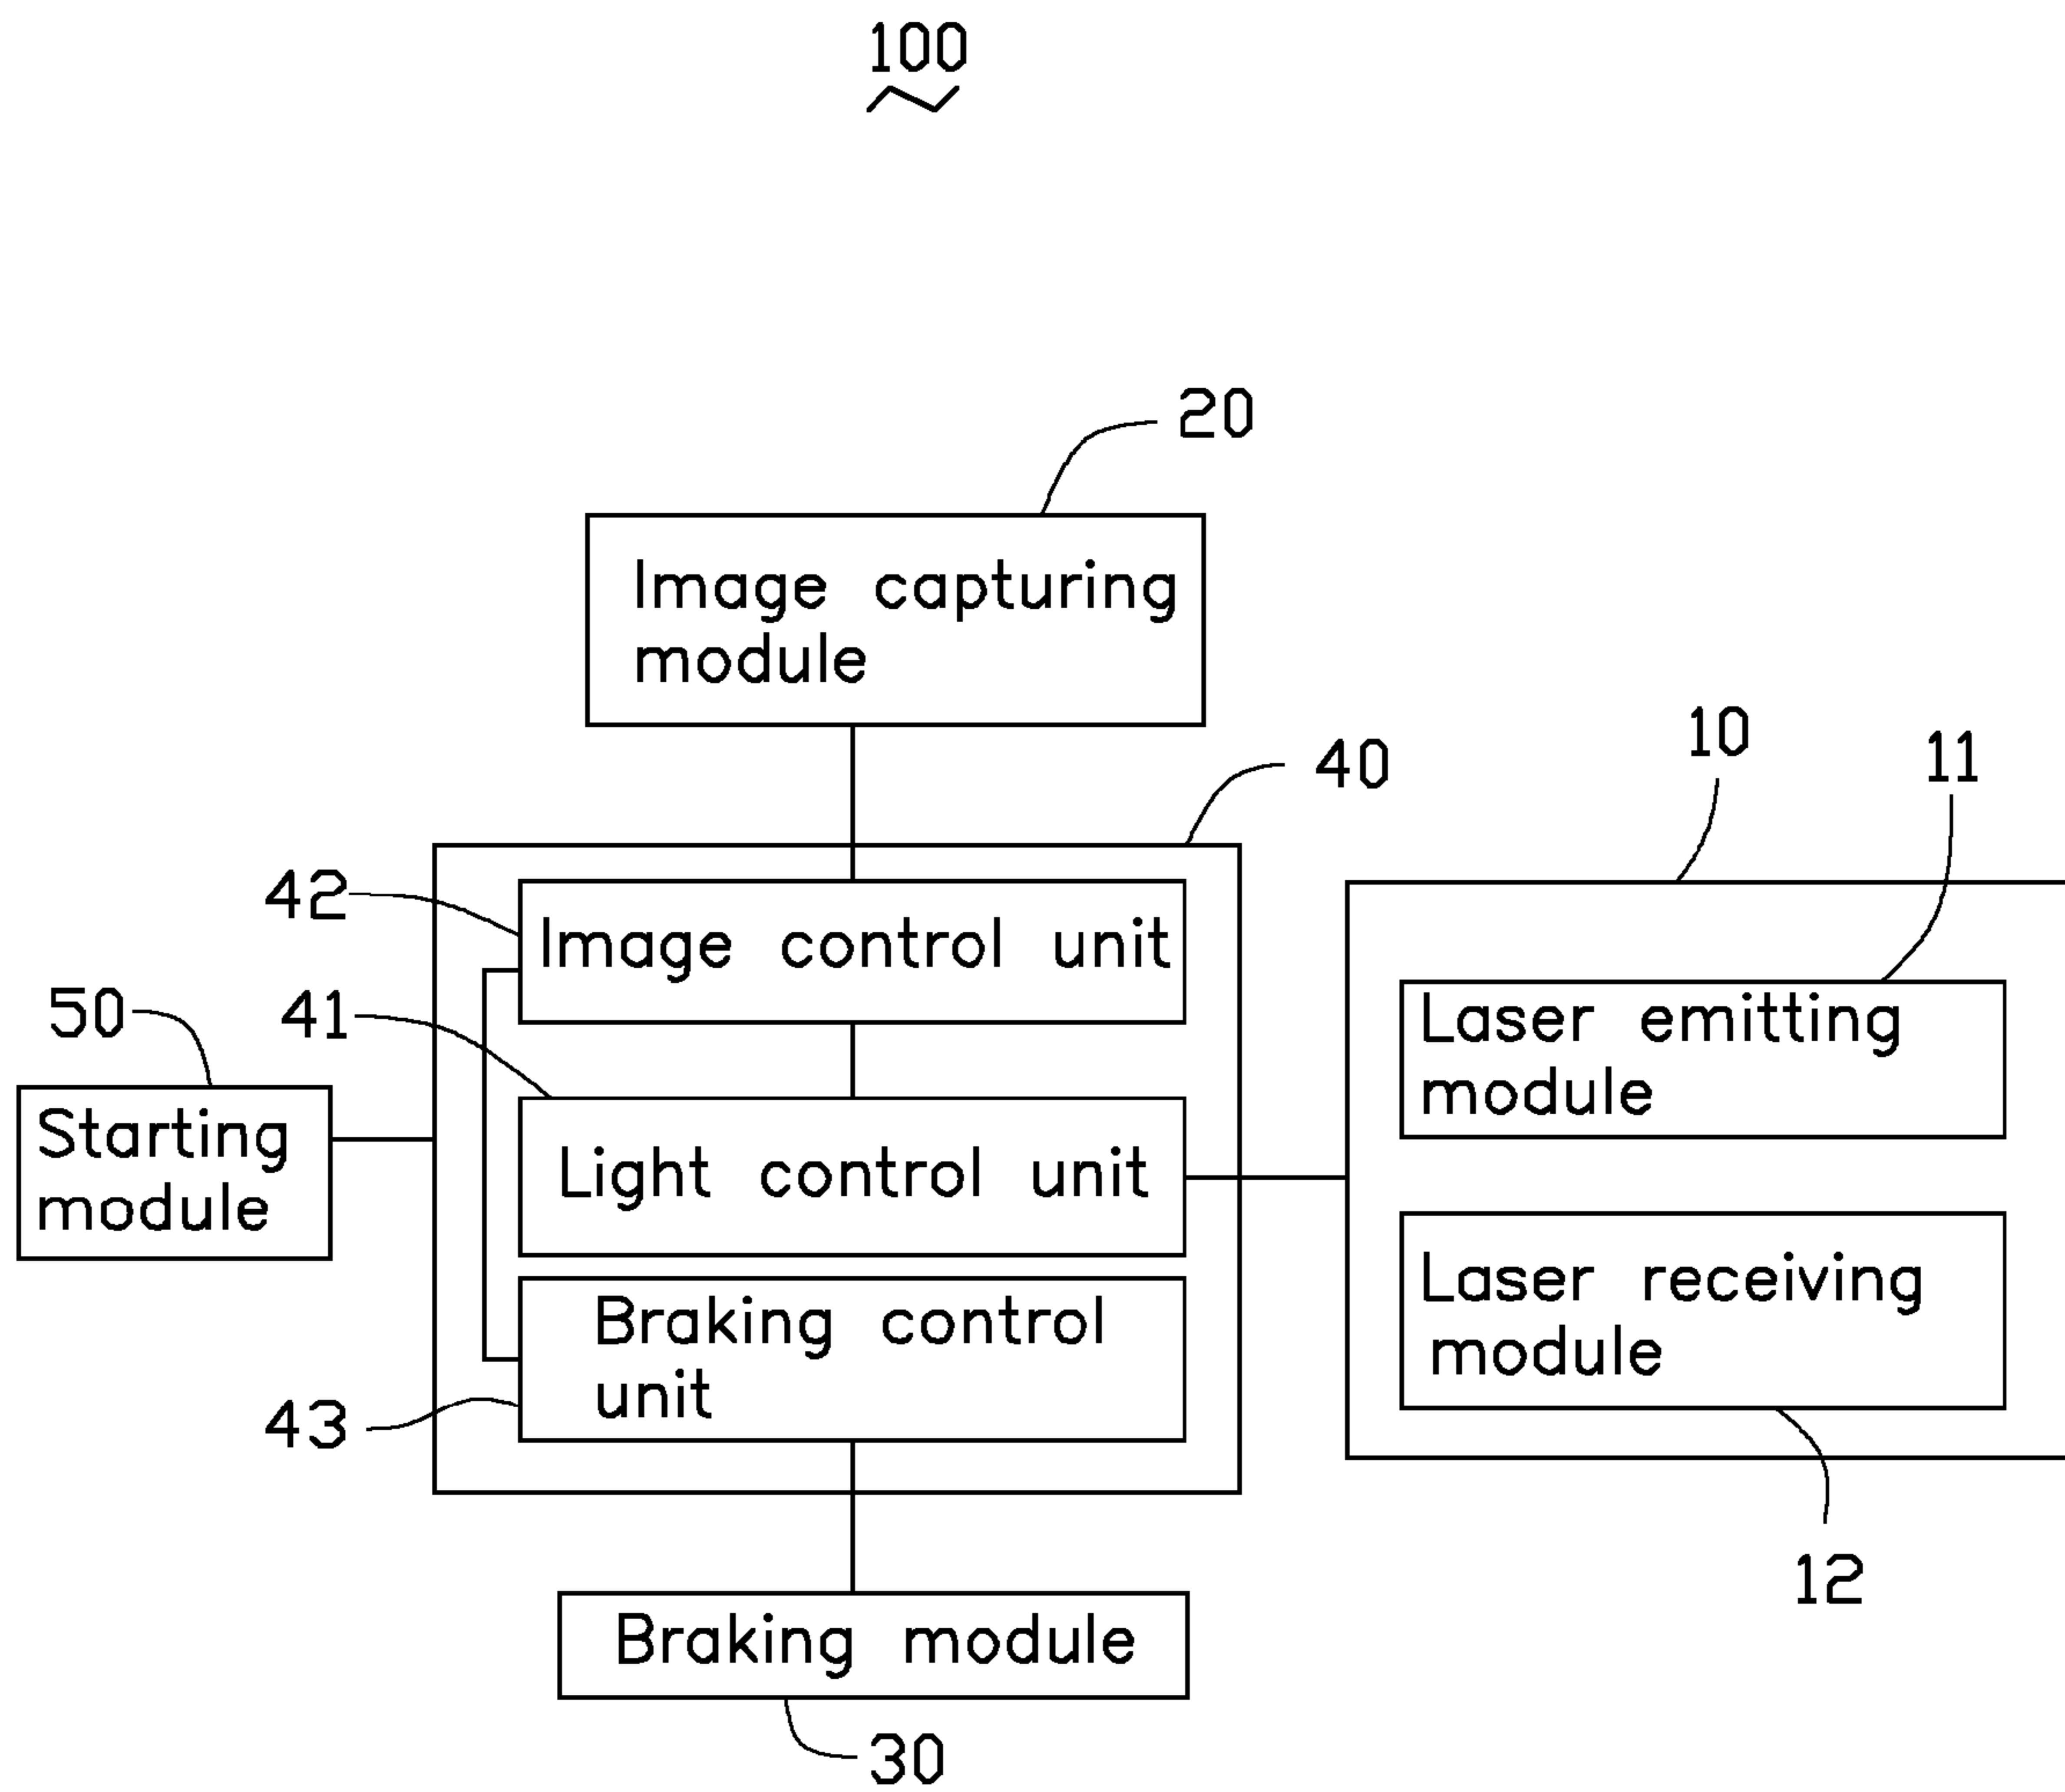 100
20
Image capturing
module
40
10
11
42
Image control unit
50
41
Laser emitting
module
Starting
module
Light control unit
Laser receiving
module
Braking control
unit
43
12
Braking module
30